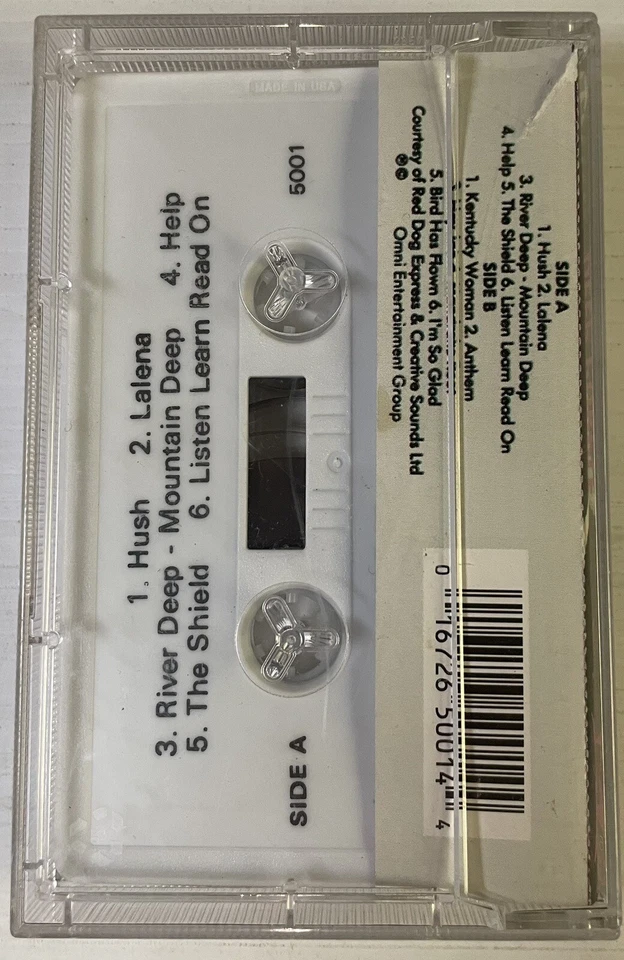 SIDE A
1. Hush 2. Lalena
3. River Deep - Mountain Deep
4. Help 5. The Shield 6. Listen Learn Read On
SIDE B
1. Kentucky Woman 2. Anthem
5. Bird Has Flown 6. I'm So Glad
Courtesy of Red Dog Express & Creative Sounds Ltd
℗© Omni Entertainment Group
0 16726 50014 4
MADE IN USA
5001
SIDE A
1. Hush 2. Lalena
3. River Deep - Mountain Deep 4. Help
5. The Shield 6. Listen Learn Read On